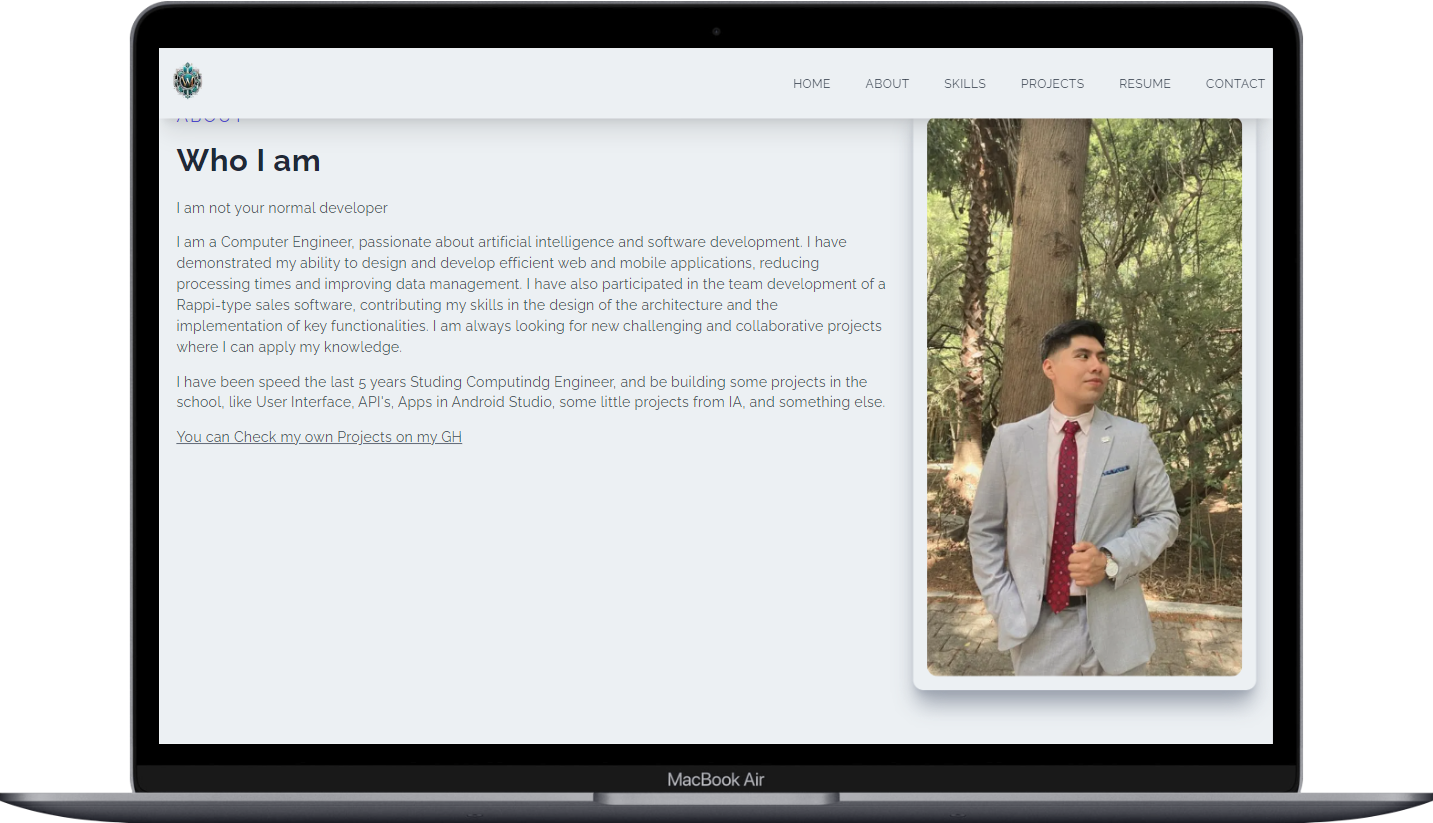 W
HOME ABOUT SKILLS PROJECTS RESUME CONTACT
ABOUT
Who I am
I am not your normal developer
I am a Computer Engineer, passionate about artificial intelligence and software development. I have
demonstrated my ability to design and develop efficient web and mobile applications, reducing
processing times and improving data management. I have also participated in the team development of a
Rappi-type sales software, contributing my skills in the design of the architecture and the
implementation of key functionalities. I am always looking for new challenging and collaborative projects
where I can apply my knowledge.
I have been speed the last 5 years Studing Computindg Engineer, and be building some projects in the
school, like User Interface, API's, Apps in Android Studio, some little projects from IA, and something else.
You can Check my own Projects on my GH
MacBook Air